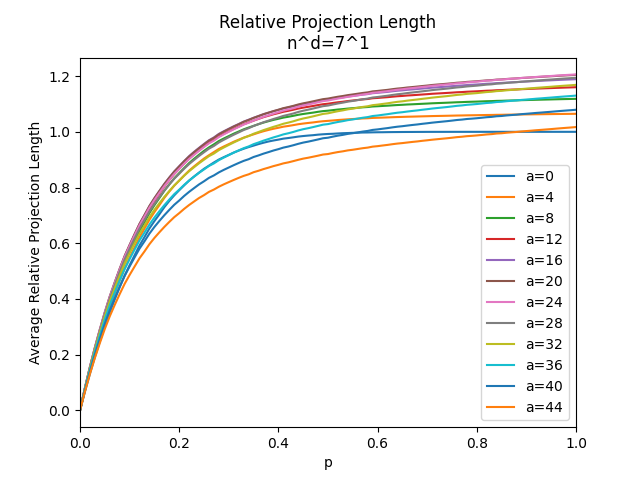 Relative Projection Length
n^d=7^1
Average Relative Projection Length
1.2
1.0
0.8
0.6
0.4
0.2
0.0
a=0
a=4
a=8
a=12
a=16
a=20
a=24
a=28
a=32
a=36
a=40
a=44
0.0 0.2 0.4 0.6 0.8 1.0
p